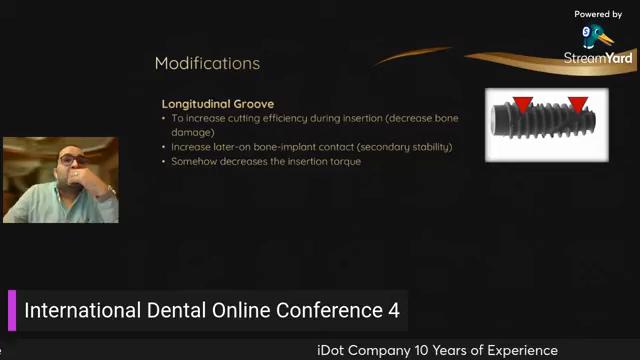 Powered by
StreamYard
Modifications
Longitudinal Groove
• To increase cutting efficiency during insertion (decrease bone
damage)
• Increase later-on bone-implant contact (secondary stability)
• Somehow decreases the insertion torque
International Dental Online Conference 4
iDot Company 10 Years of Experience